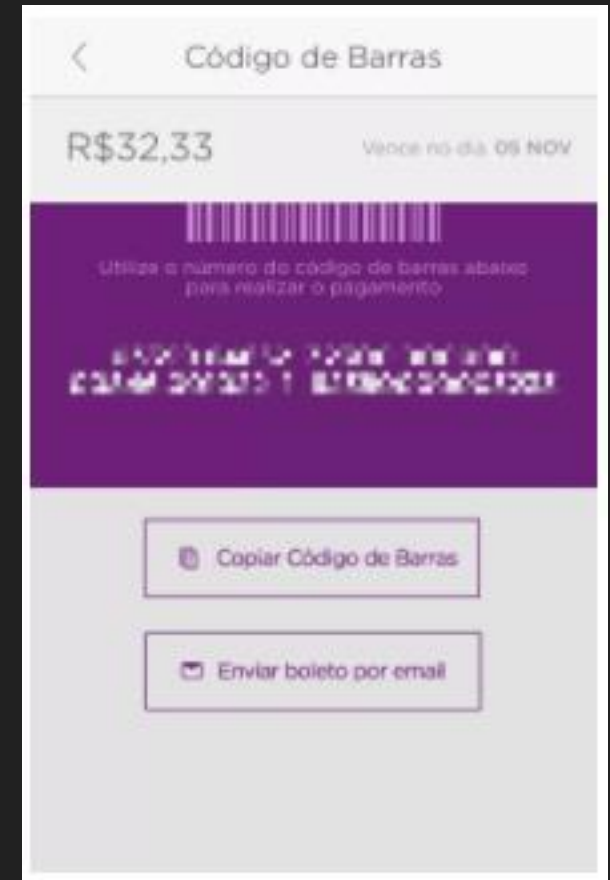 Código de Barras
R$32,33
Vence no dia 05 NOV
Utilize o número do código de barras abaixo
para realizar o pagamento
Copiar Código de Barras
Enviar boleto por email